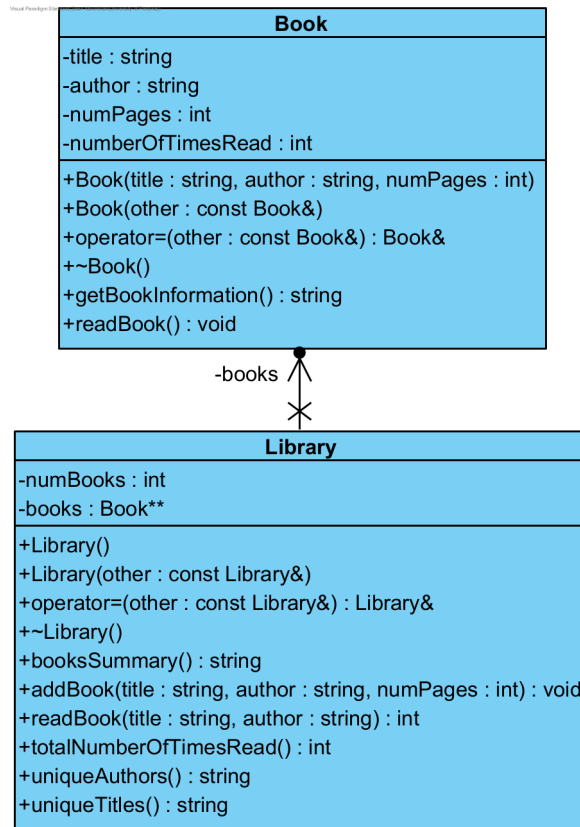 Book
-title : string
-author : string
-numPages : int
-numberOfTimesRead : int
+Book(title : string, author : string, numPages : int)
+Book(other : const Book&)
+operator=(other : const Book&) : Book&
+~Book()
+getBookInformation() : string
+readBook() : void
-books
Library
-numBooks : int
-books : Book**
+Library()
+Library(other : const Library&)
+operator=(other : const Library&) : Library&
+~Library()
+booksSummary() : string
+addBook(title : string, author : string, numPages : int) : void
+readBook(title : string, author : string) : int
+totalNumberOfTimesRead() : int
+uniqueAuthors() : string
+uniqueTitles() : string